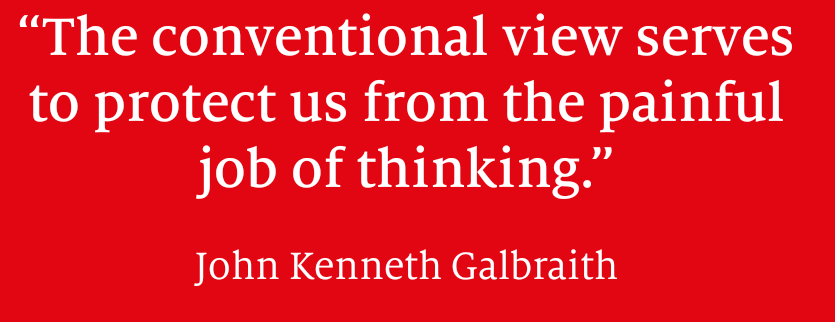 “The conventional view serves
to protect us from the painful
job of thinking.”
John Kenneth Galbraith